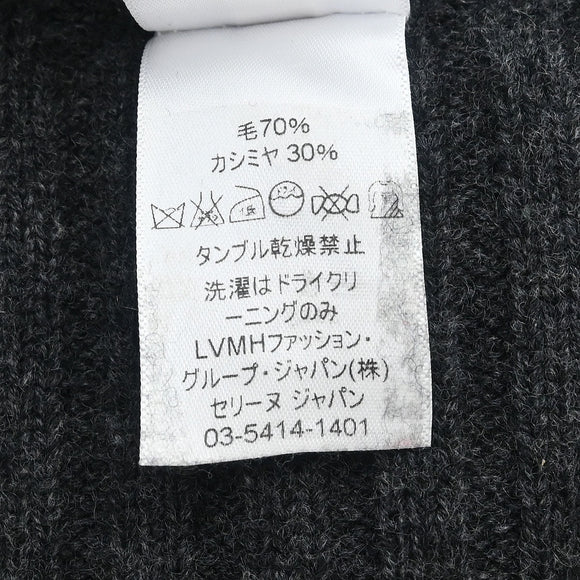 毛70%
カシミヤ 30%
タンブル乾燥禁止
洗濯はドライクリ
ーニングのみ
LVMHファッション・
グループ・ジャパン(株)
セリーヌ ジャパン
03-5414-1401